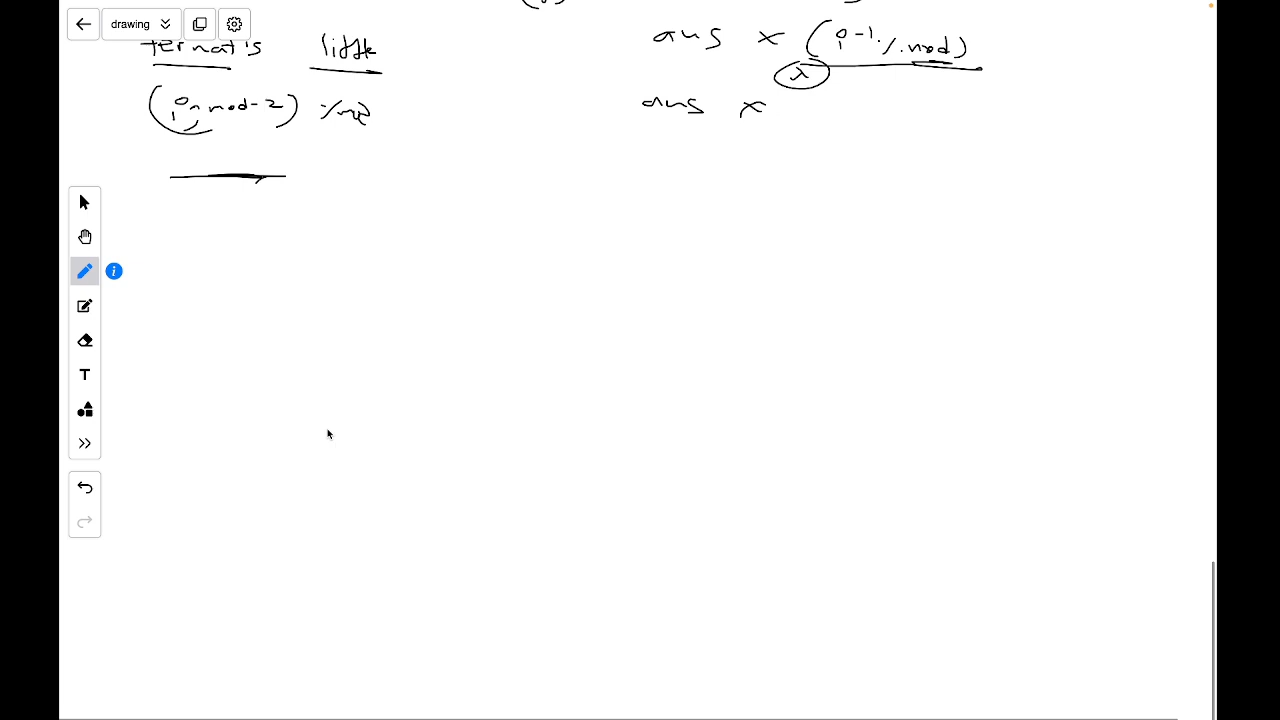 drawing
fermat's little
ans × (i^-1 % mod)
(i^mod-2) % mod
x
ans ×
T
i